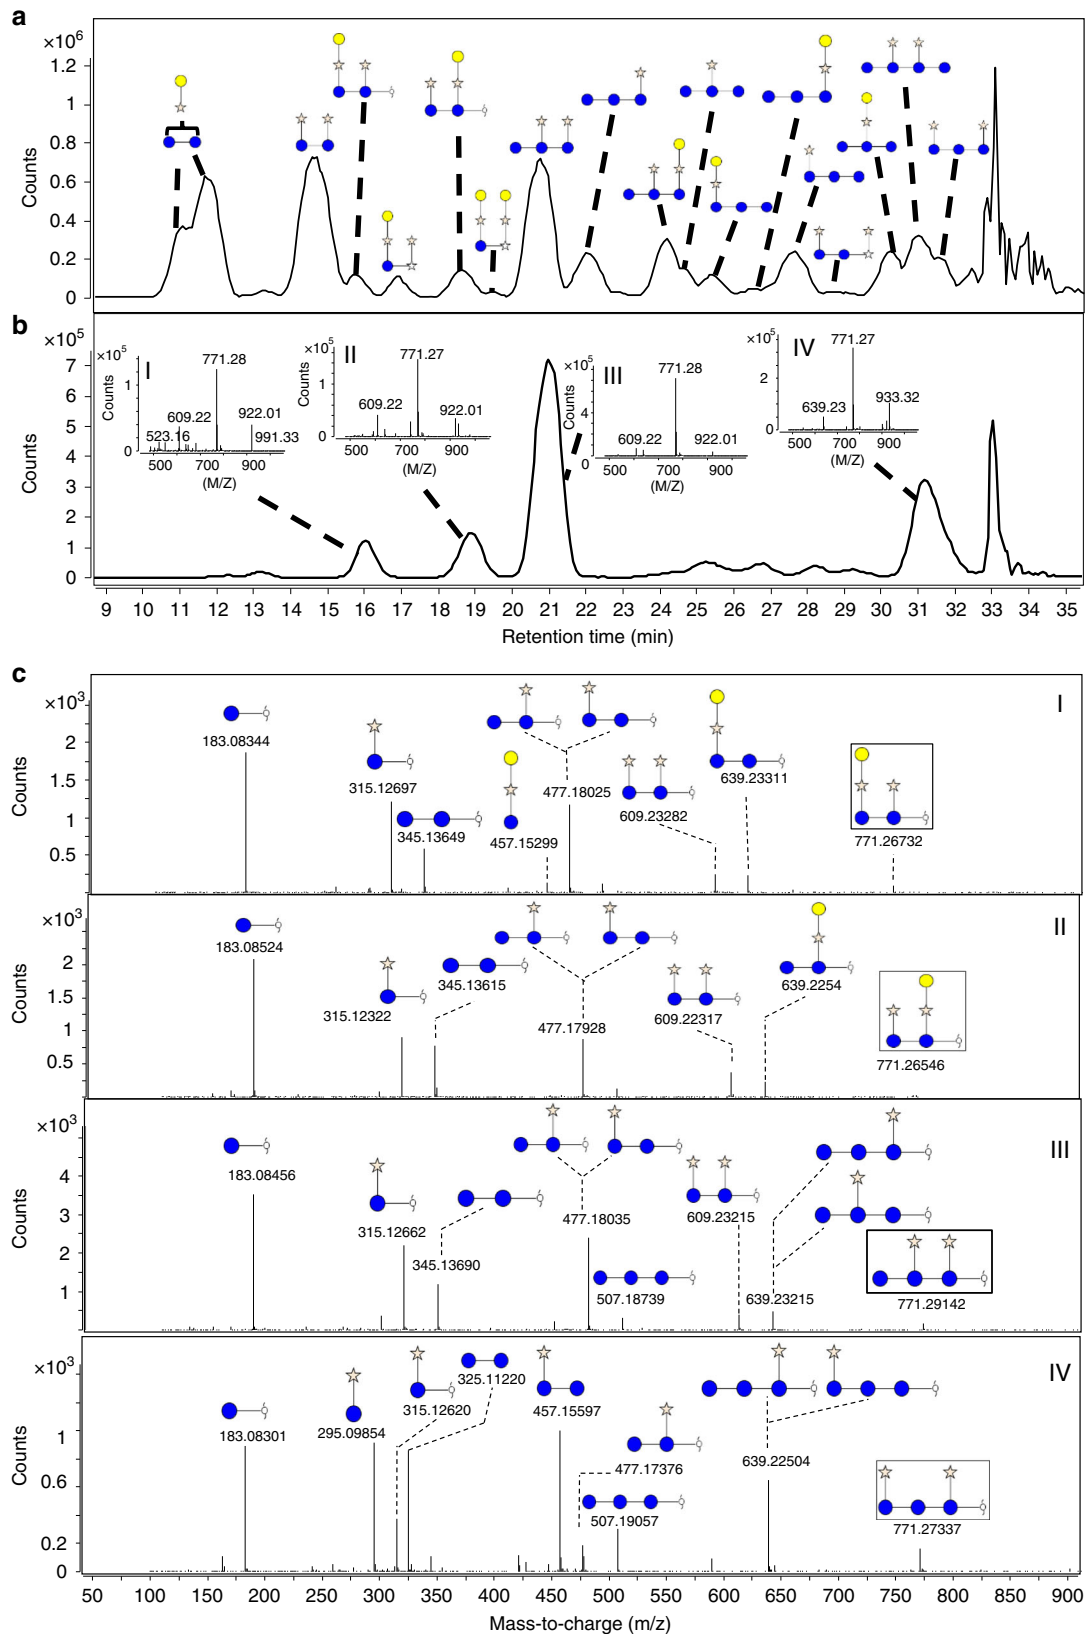 a
×10⁶
1.2
1
0.8
0.6
0.4
0.2
0
Counts
b
×10⁵
7
6
5
4
3
2
1
0
Counts
I
×10⁵
Counts
1
0
771.28
609.22
523.16
922.01
991.33
500 700 900
(M/Z)
II
×10⁵
Counts
1
0
771.27
609.22
922.01
500 700 900
(M/Z)
III
×10⁵
Counts
4
0
771.28
609.22
922.01
500 700 900
(M/Z)
IV
×10⁵
Counts
2
0
771.27
639.23
933.32
500 700 900
(M/Z)
9 10 11 12 13 14 15 16 17 18 19 20 21 22 23 24 25 26 27 28 29 30 31 32 33 34 35
Retention time (min)
c
×10³
2
1.5
1
0.5
Counts
I
183.08344
315.12697
345.13649
457.15299
477.18025
609.23282
639.23311
771.26732
×10³
2
1.5
1
0.5
Counts
II
183.08524
315.12322
345.13615
477.17928
609.22317
639.2254
771.26546
×10³
4
3
2
1
Counts
III
183.08456
315.12662
345.13690
477.18035
507.18739
609.23215
639.23215
771.29142
×10³
1
0.6
0.2
0
Counts
IV
183.08301
295.09854
315.12620
325.11220
457.15597
477.17376
507.19057
639.22504
771.27337
50 100 150 200 250 300 350 400 450 500 550 600 650 700 750 800 850 900
Mass-to-charge (m/z)